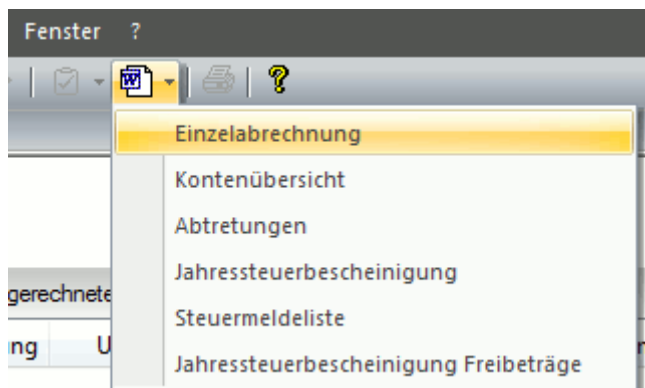 Fenster ?
Einzelabrechnung
Kontenübersicht
Abtretungen
Jahressteuerbescheinigung
gerechnete
Steuermeldeliste
ng U
Jahressteuerbescheinigung Freibeträge